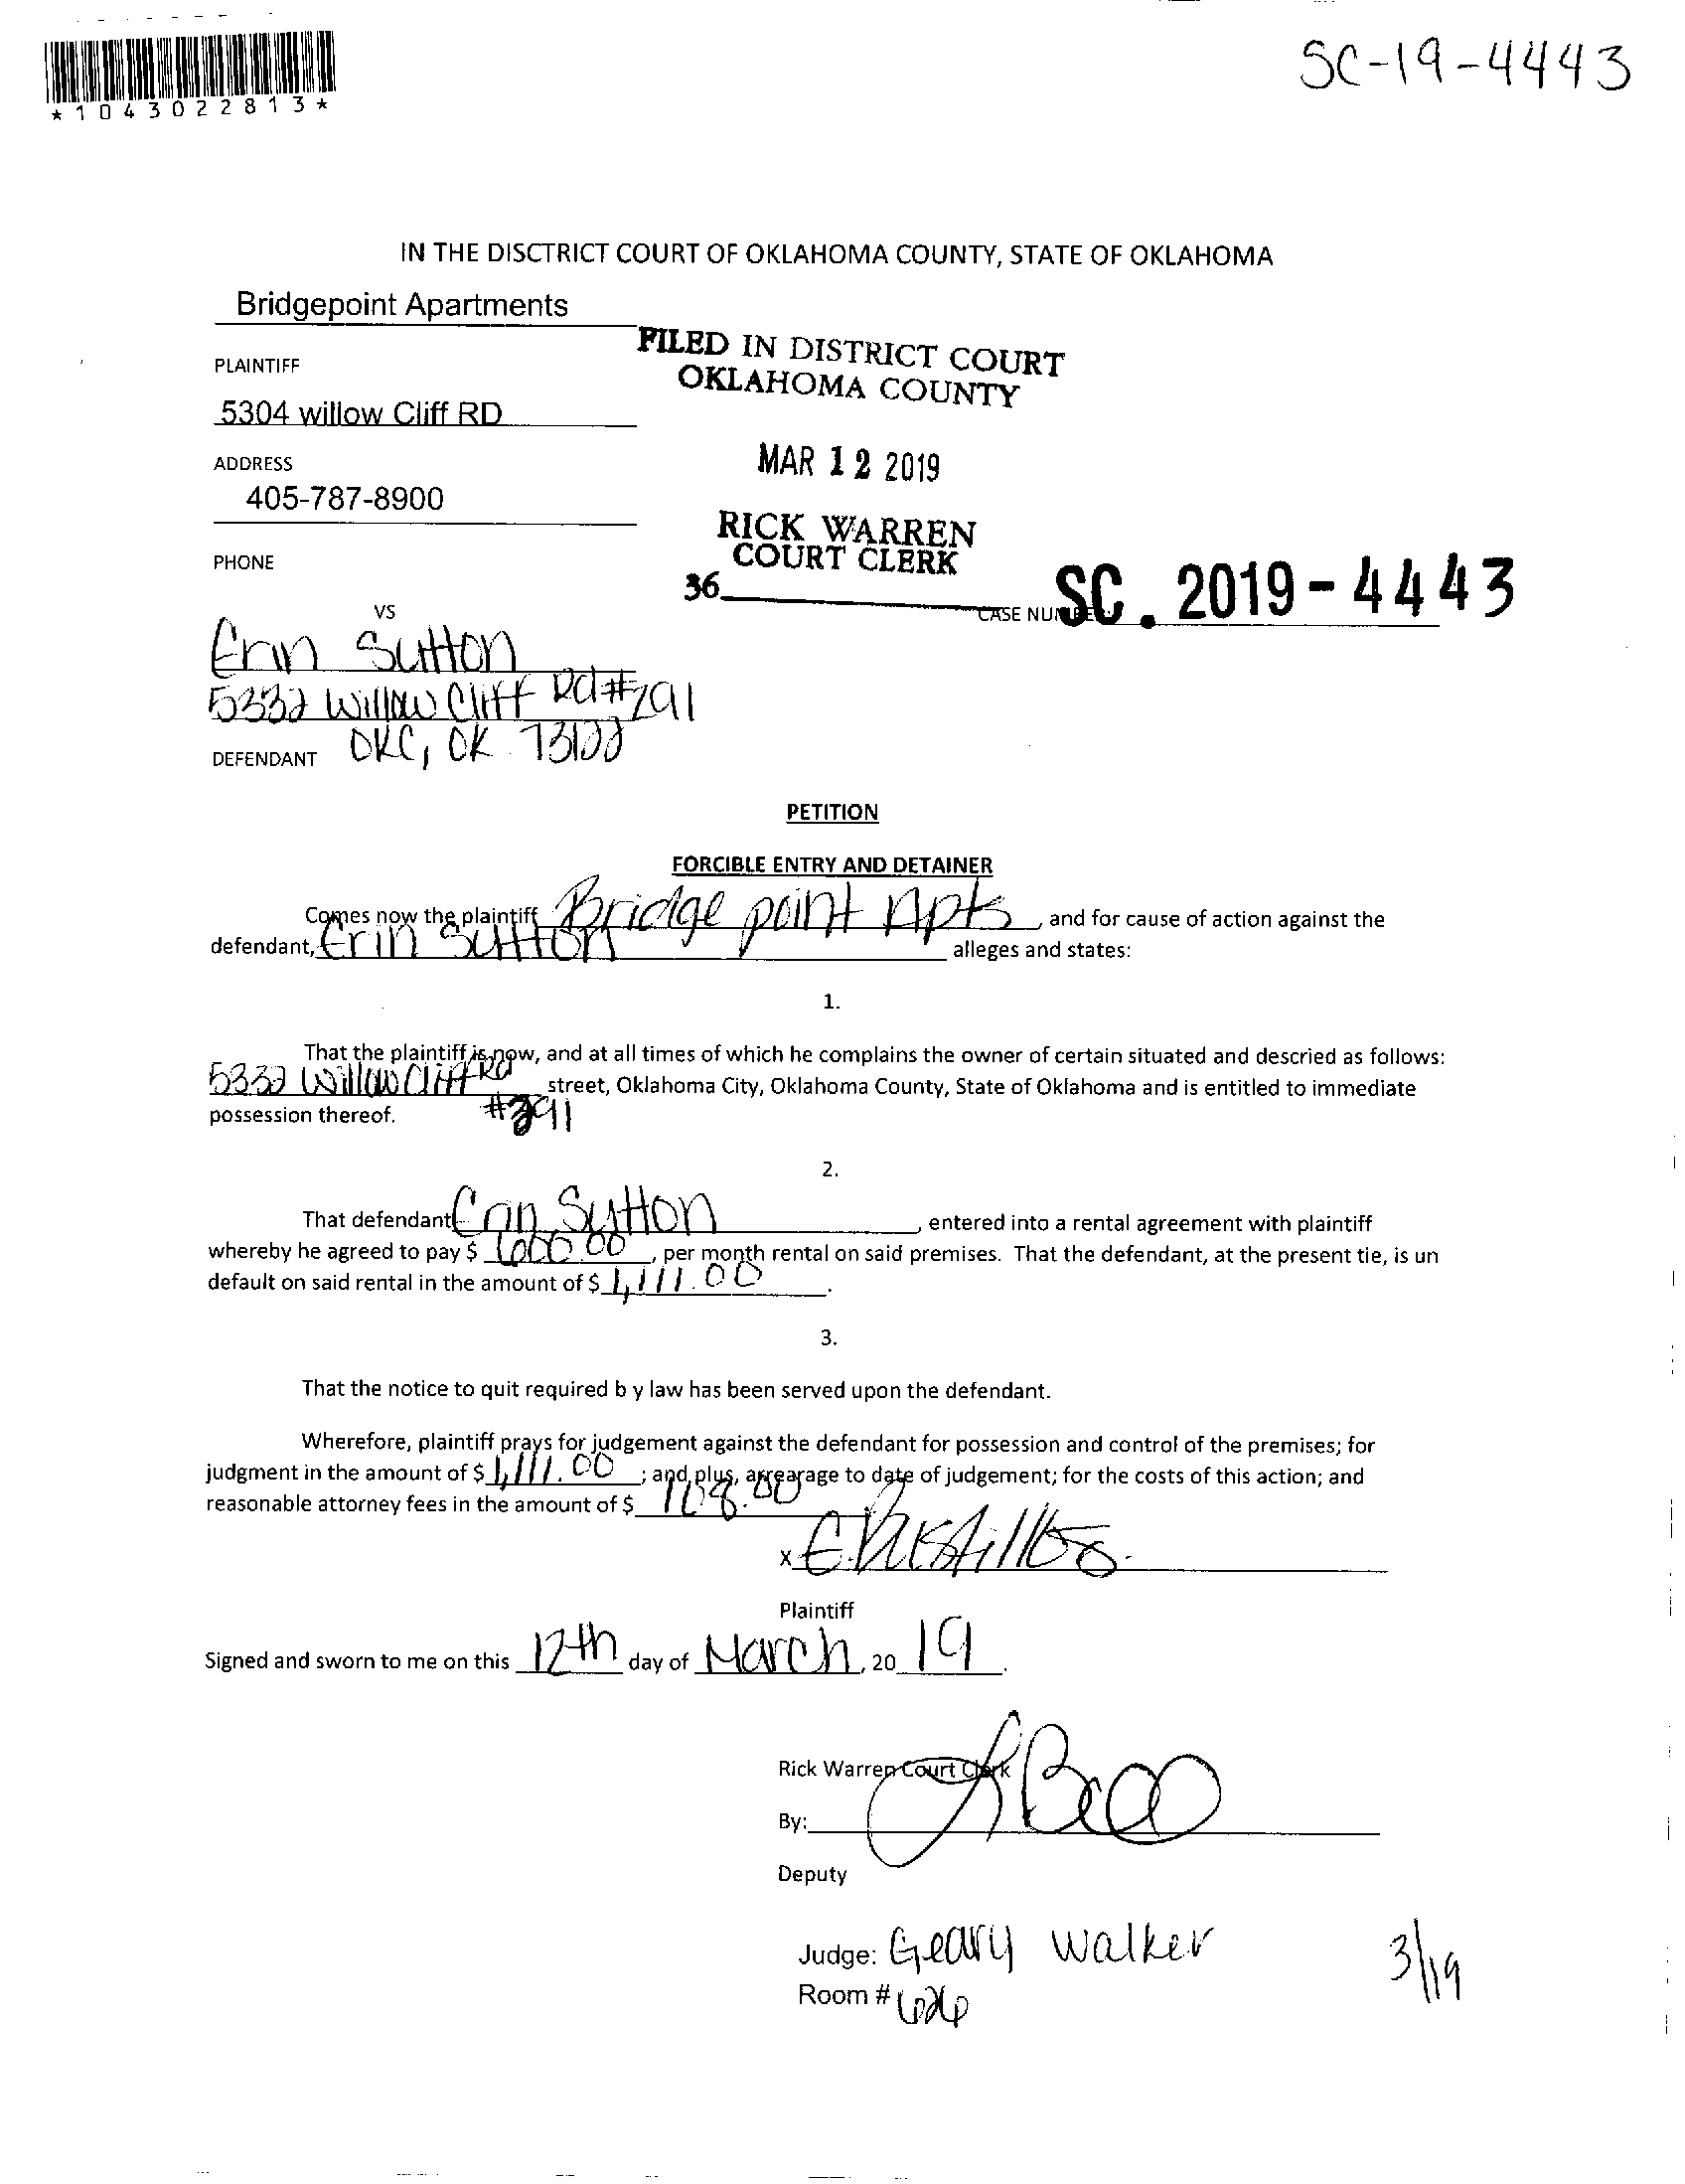 SC-19-4443
*1043022813*
IN THE DISCTRICT COURT OF OKLAHOMA COUNTY, STATE OF OKLAHOMA
Bridgepoint Apartments
PLAINTIFF
5304 willow Cliff RD
ADDRESS
405-787-8900
PHONE
FILED IN DISTRICT COURT
OKLAHOMA COUNTY
MAR 12 2019
RICK WARREN
COURT CLERK
36
CASE NUMBER: SC. 2019-4443
VS
Erin Sutton
5332 Willow Cliff Rd #291
OKC, OK 73122
DEFENDANT
PETITION
FORCIBLE ENTRY AND DETAINER
Comes now the plaintiff Bridge point Apts, and for cause of action against the
defendant, Erin Sutton alleges and states:
1.
That the plaintiff is now, and at all times of which he complains the owner of certain situated and descried as follows:
5332 Willow Cliff Rd street, Oklahoma City, Oklahoma County, State of Oklahoma and is entitled to immediate
possession thereof. #291
2.
That defendant Erin Sutton, entered into a rental agreement with plaintiff
whereby he agreed to pay $ 600.00, per month rental on said premises. That the defendant, at the present tie, is un
default on said rental in the amount of $ 1,111.00.
3.
That the notice to quit required b y law has been served upon the defendant.
Wherefore, plaintiff prays for judgement against the defendant for possession and control of the premises; for
judgment in the amount of $ 1,111.00; and, plus, arrearage to date of judgement; for the costs of this action; and
reasonable attorney fees in the amount of $
x
Plaintiff
Signed and sworn to me on this 12th day of March, 20 19.
Rick Warren Court Clerk
By:
Deputy
Judge: Geary Walker
3/19
Room # 626